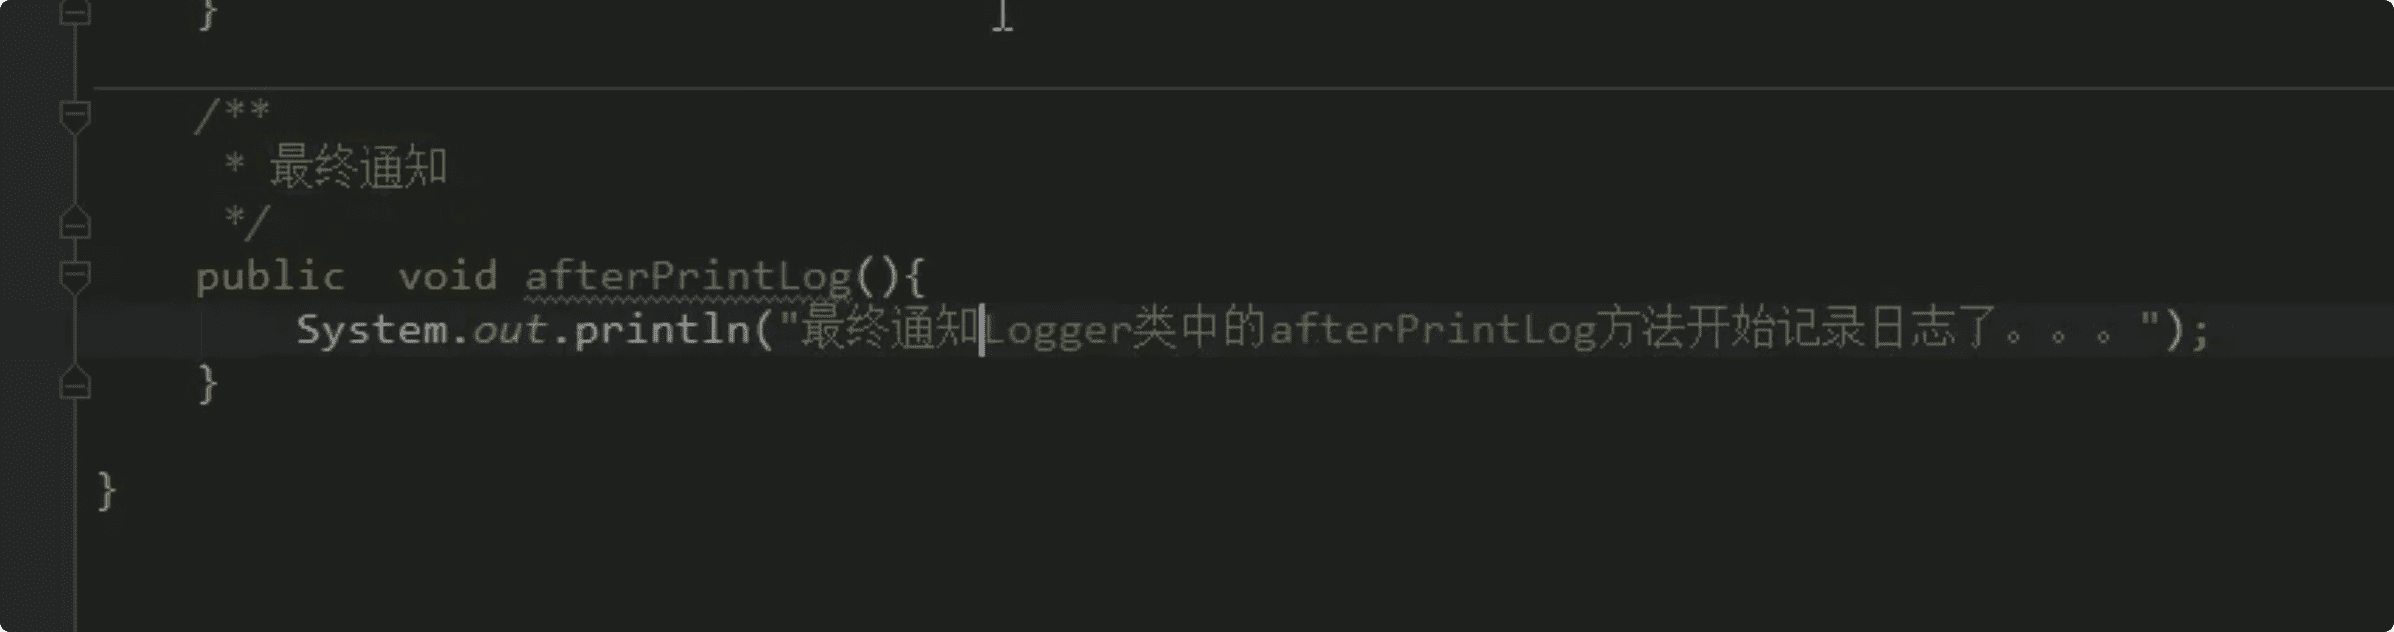 }
/**
* 最终通知
*/
public  void afterPrintLog(){
System.out.println("最终通知Logger类中的afterPrintLog方法开始记录日志了。。。");
}
}